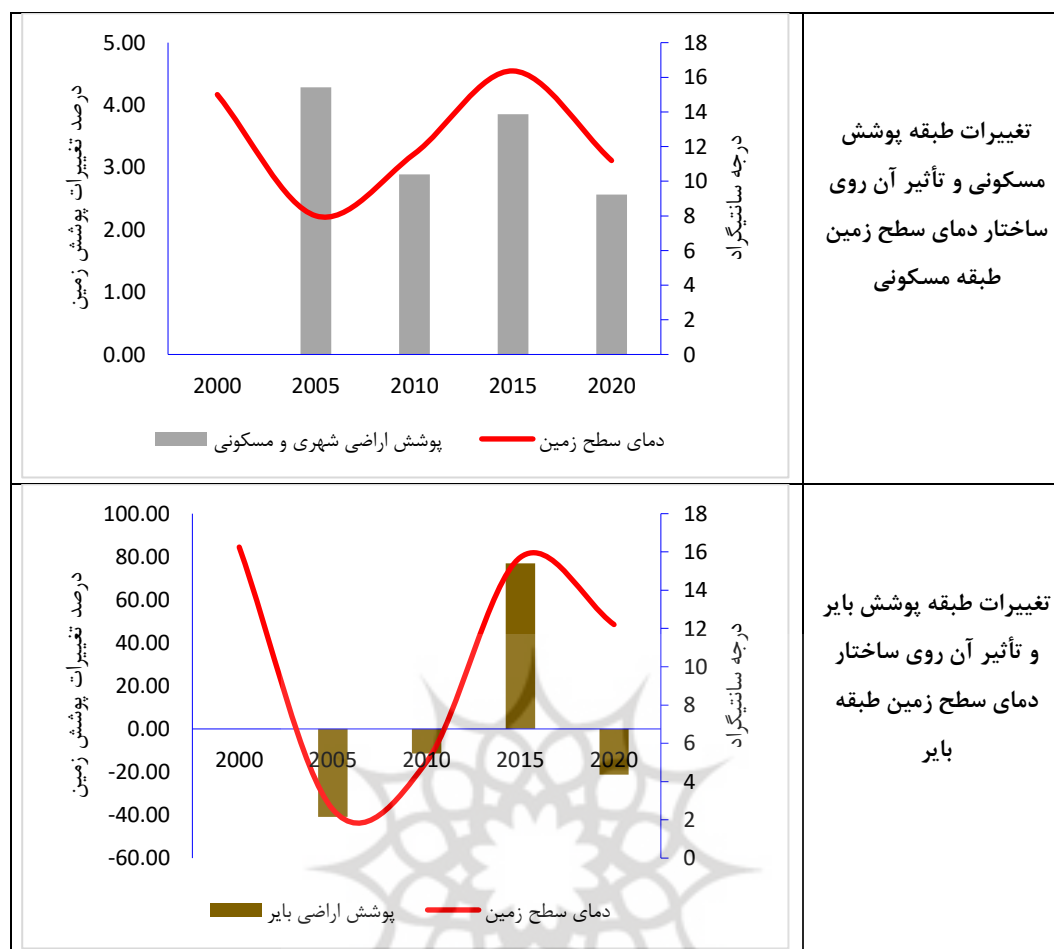 5.00
4.00
3.00
2.00
1.00
0.00
درصد تغییرات پوشش زمین
18
16
14
12
10
8
6
4
2
0
درجه سانتیگراد
2000 2005 2010 2015 2020
پوشش اراضی شهری و مسکونی
دمای سطح زمین
تغییرات طبقه پوشش
مسکونی و تأثیر آن روی
ساختار دمای سطح زمین
طبقه مسکونی
100.00
80.00
60.00
40.00
20.00
0.00
-20.00
-40.00
-60.00
درصد تغییرات پوشش زمین
18
16
14
12
10
8
6
4
2
0
درجه سانتیگراد
2000 2005 2010 2015 2020
پوشش اراضی بایر
دمای سطح زمین
تغییرات طبقه پوشش بایر
و تأثیر آن روی ساختار
دمای سطح زمین طبقه
بایر